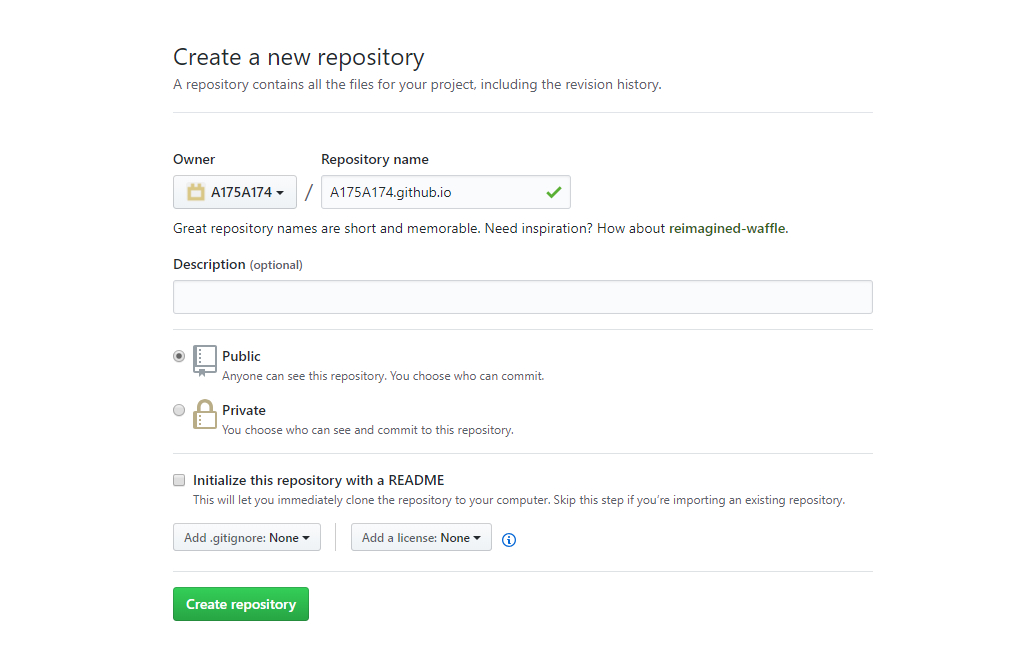 Create a new repository
A repository contains all the files for your project, including the revision history.
Owner Repository name
A175A174 / A175A174.github.io
Great repository names are short and memorable. Need inspiration? How about reimagined-waffle.
Description (optional)
Public
Anyone can see this repository. You choose who can commit.
Private
You choose who can see and commit to this repository.
Initialize this repository with a README
This will let you immediately clone the repository to your computer. Skip this step if you’re importing an existing repository.
Add .gitignore: None Add a license: None
Create repository